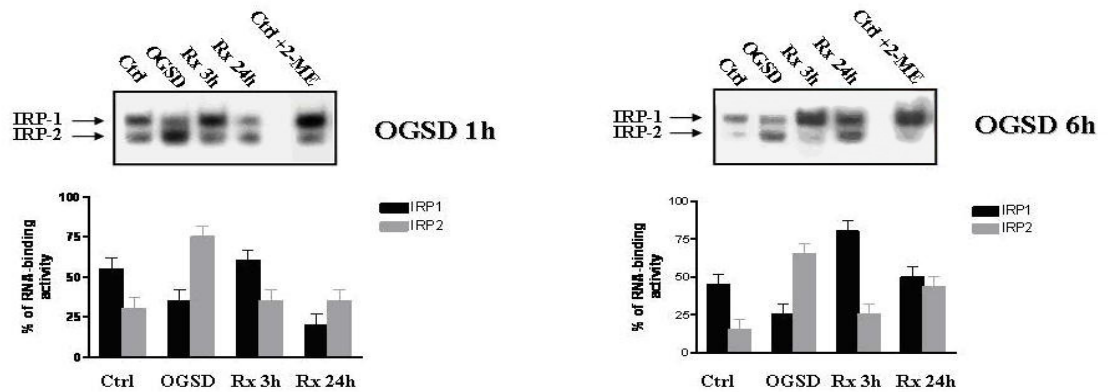 Ctrl OGSD Rx 3h Rx 24h Ctrl +2-ME
IRP-1
IRP-2
OGSD 1h
100
75
50
25
0
% of RNA-binding
activity
IRP1
IRP2
Ctrl OGSD Rx 3h Rx 24h
Ctrl OGSD Rx 3h Rx 24h Ctrl +2-ME
IRP-1
IRP-2
OGSD 6h
100
75
50
25
0
% of RNA-binding
activity
IRP1
IRP2
Ctrl OGSD Rx 3h Rx 24h